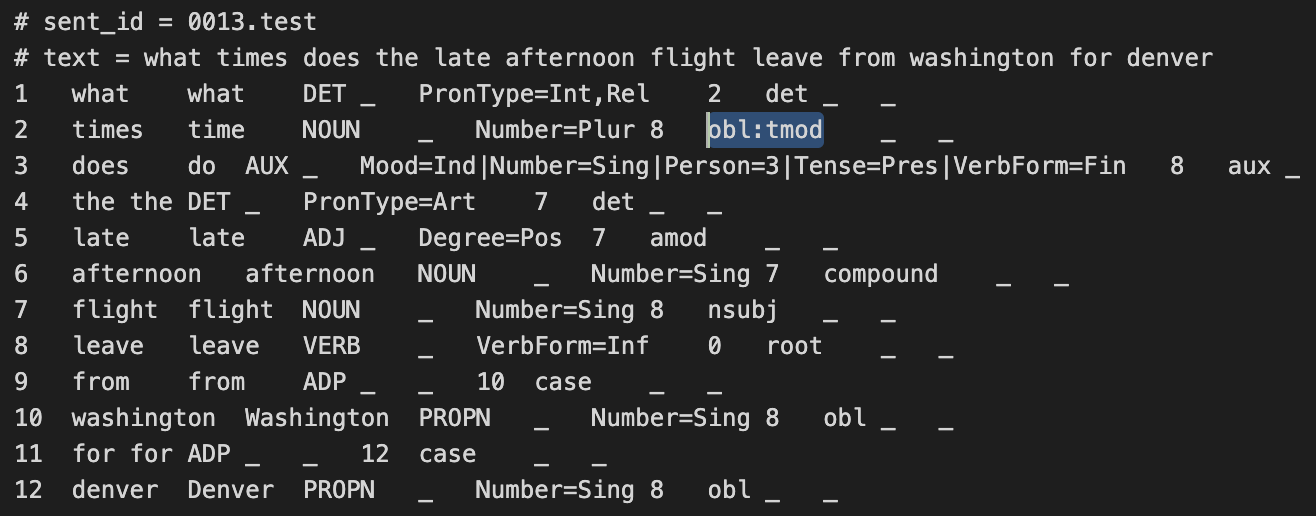 # sent_id = 0013.test
# text = what times does the late afternoon flight leave from washington for denver
1 what what DET _ PronType=Int,Rel 2 det _ _
2 times time NOUN _ Number=Plur 8 obl:tmod _ _
3 does do AUX _ Mood=Ind|Number=Sing|Person=3|Tense=Pres|VerbForm=Fin 8 aux _
4 the the DET _ PronType=Art 7 det _ _
5 late late ADJ _ Degree=Pos 7 amod _ _
6 afternoon afternoon NOUN _ Number=Sing 7 compound _ _
7 flight flight NOUN _ Number=Sing 8 nsubj _ _
8 leave leave VERB _ VerbForm=Inf 0 root _ _
9 from from ADP _ _ 10 case _ _
10 washington Washington PROPN _ Number=Sing 8 obl _ _
11 for for ADP _ _ 12 case _ _
12 denver Denver PROPN _ Number=Sing 8 obl _ _